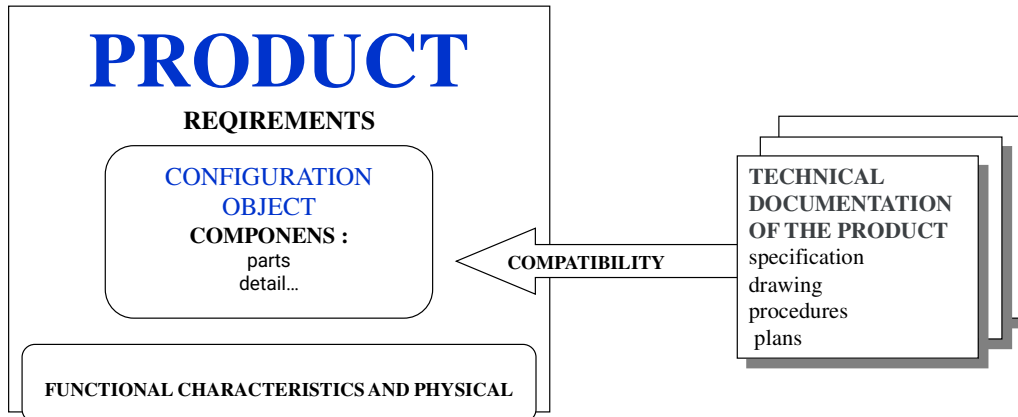 PRODUCT
REQIREMENTS
CONFIGURATION
OBJECT
COMPONENS :
parts
detail...
COMPATIBILITY
TECHNICAL
DOCUMENTATION
OF THE PRODUCT
specification
drawing
procedures
plans
FUNCTIONAL CHARACTERISTICS AND PHYSICAL